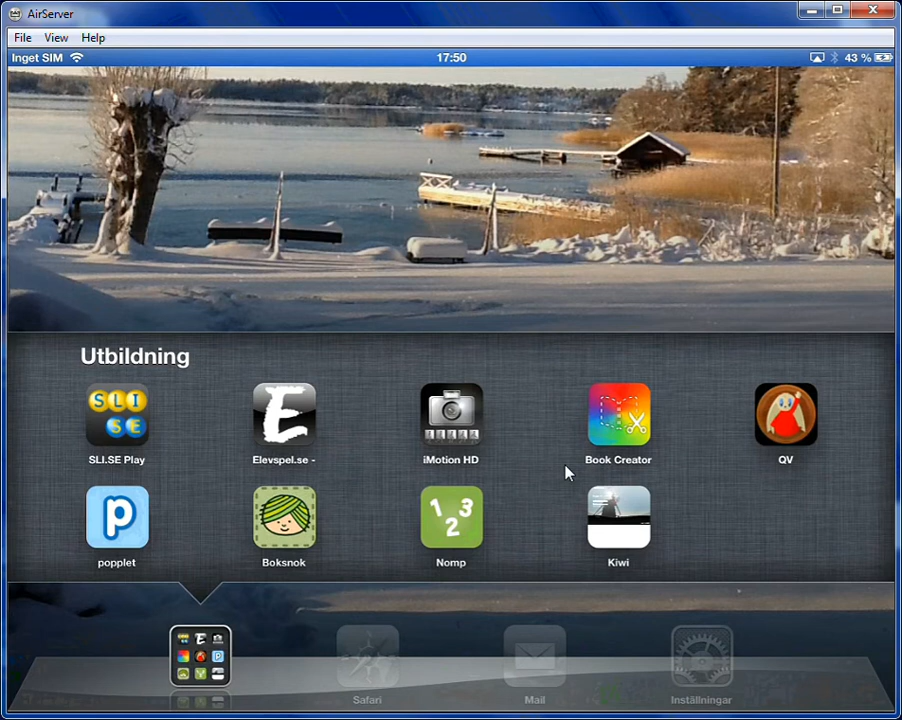 AirServer
File View Help
Inget SIM 17:50 43 %
Utbildning
SLI
SE
E
SLI.SE Play Elevspel.se - iMotion HD Book Creator QV
p
1 2 3
popplet Boksnok Nomp Kiwi
Safari Mail Inställningar